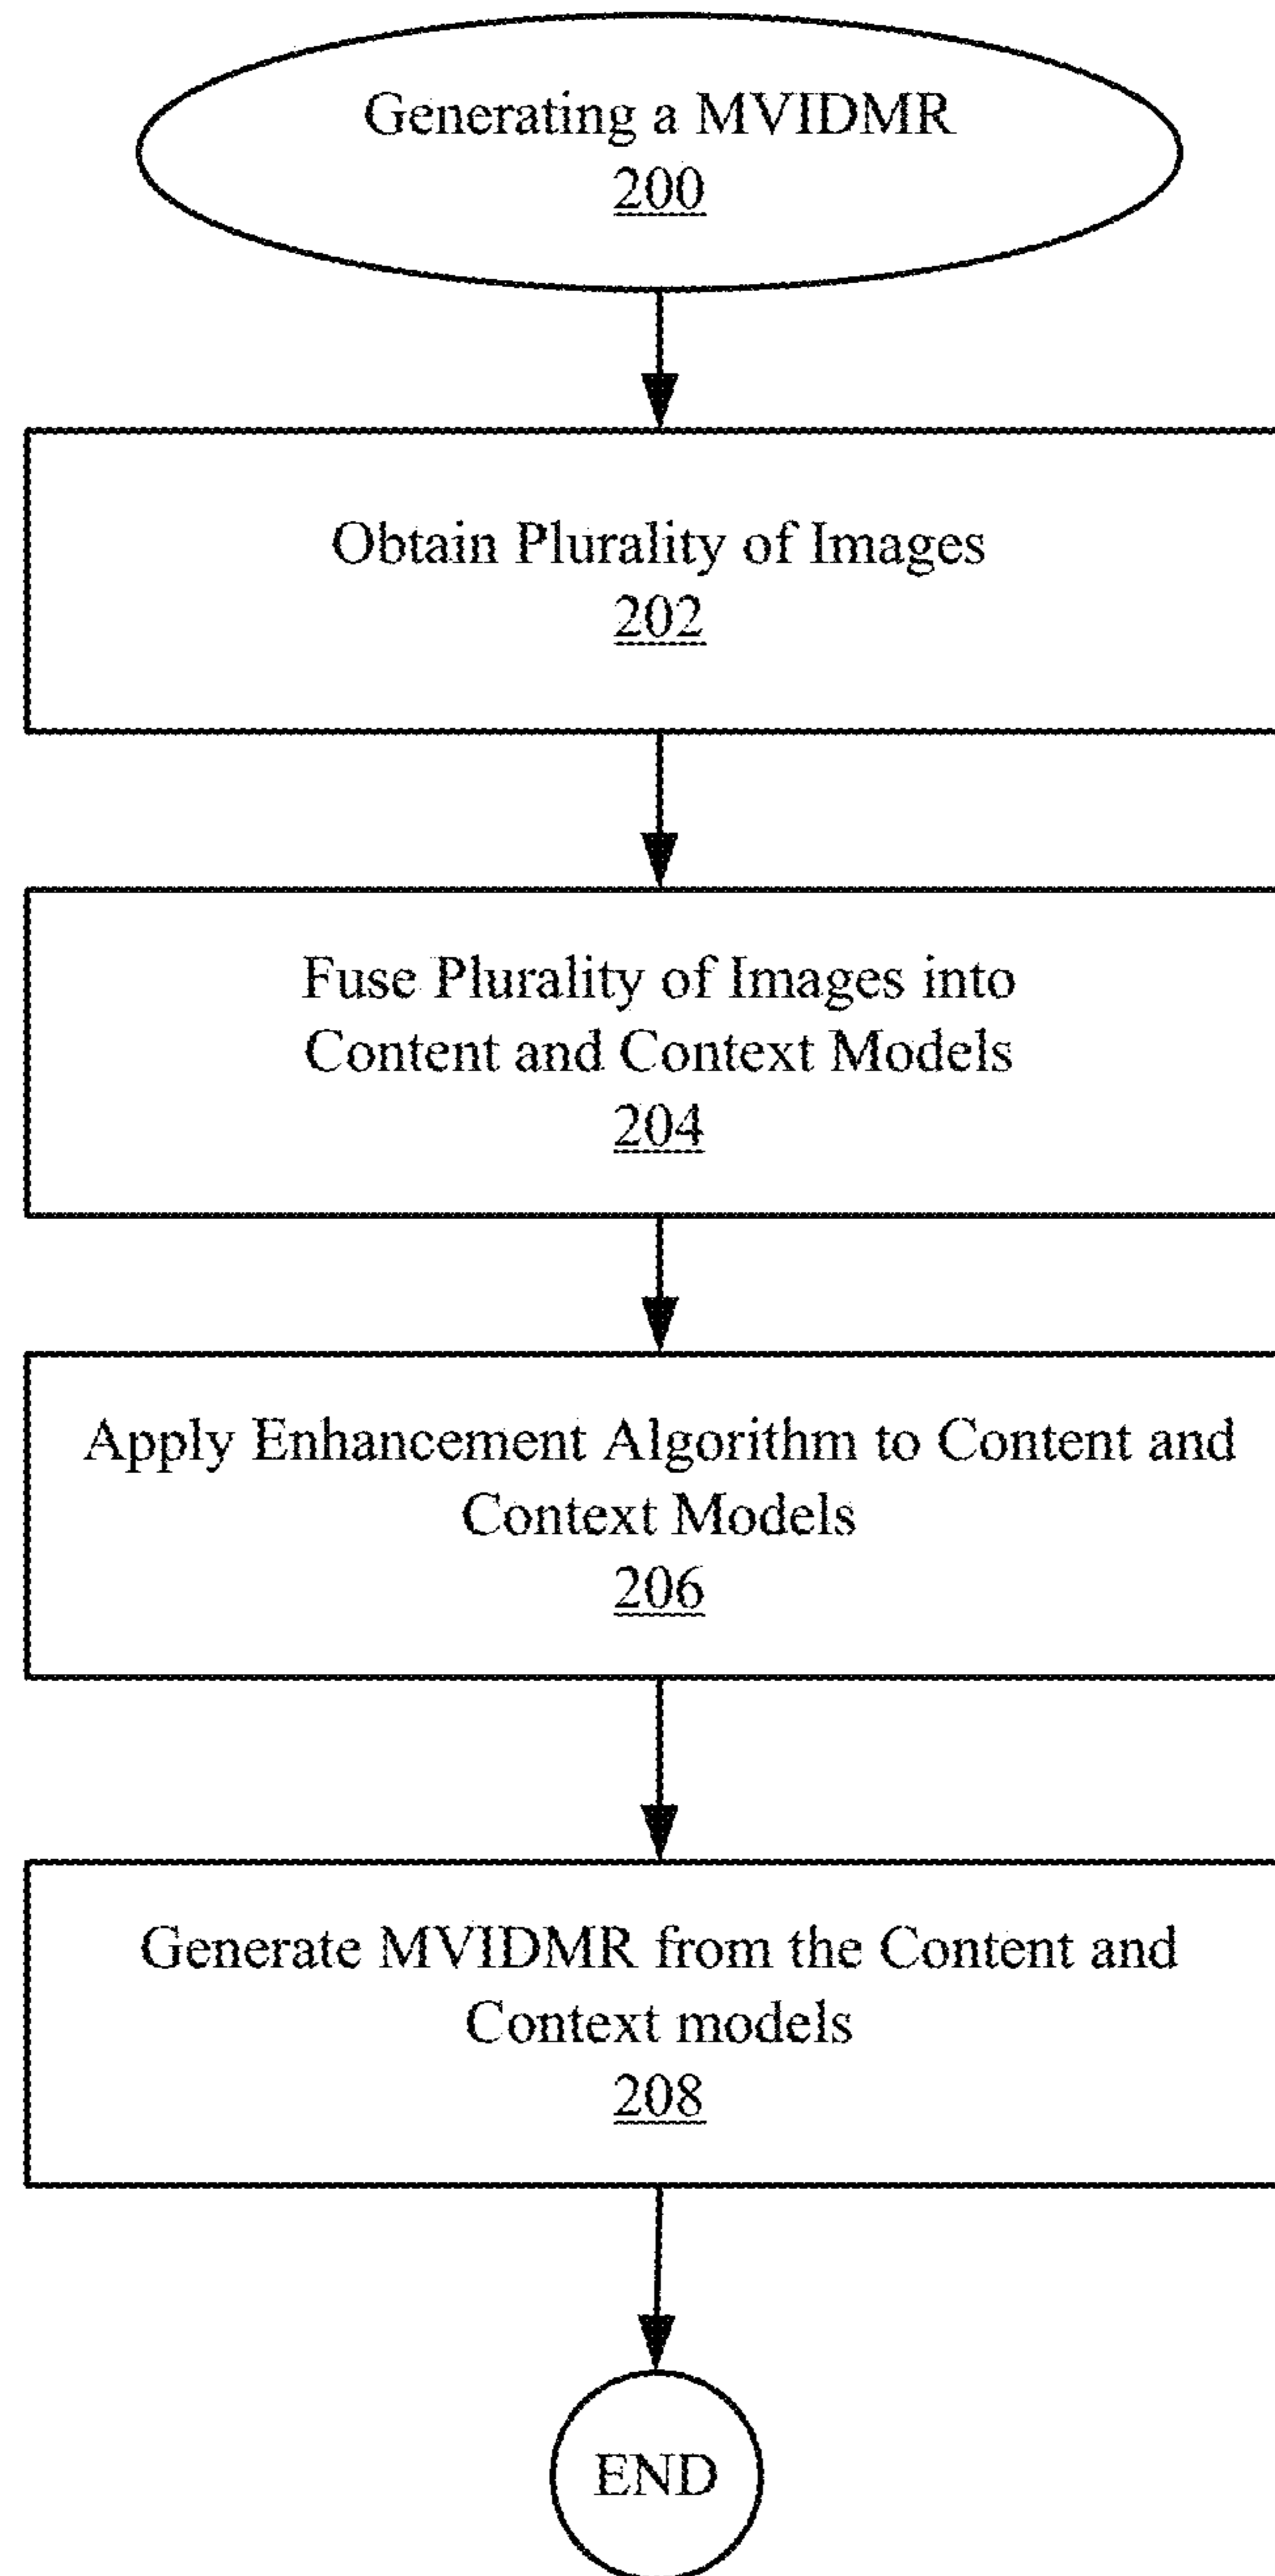 Generating a MVIDMR
200
Obtain Plurality of Images
202
Fuse Plurality of Images into
Content and Context Models
204
Apply Enhancement Algorithm to Content and
Context Models
206
Generate MVIDMR from the Content and
Context models
208
END